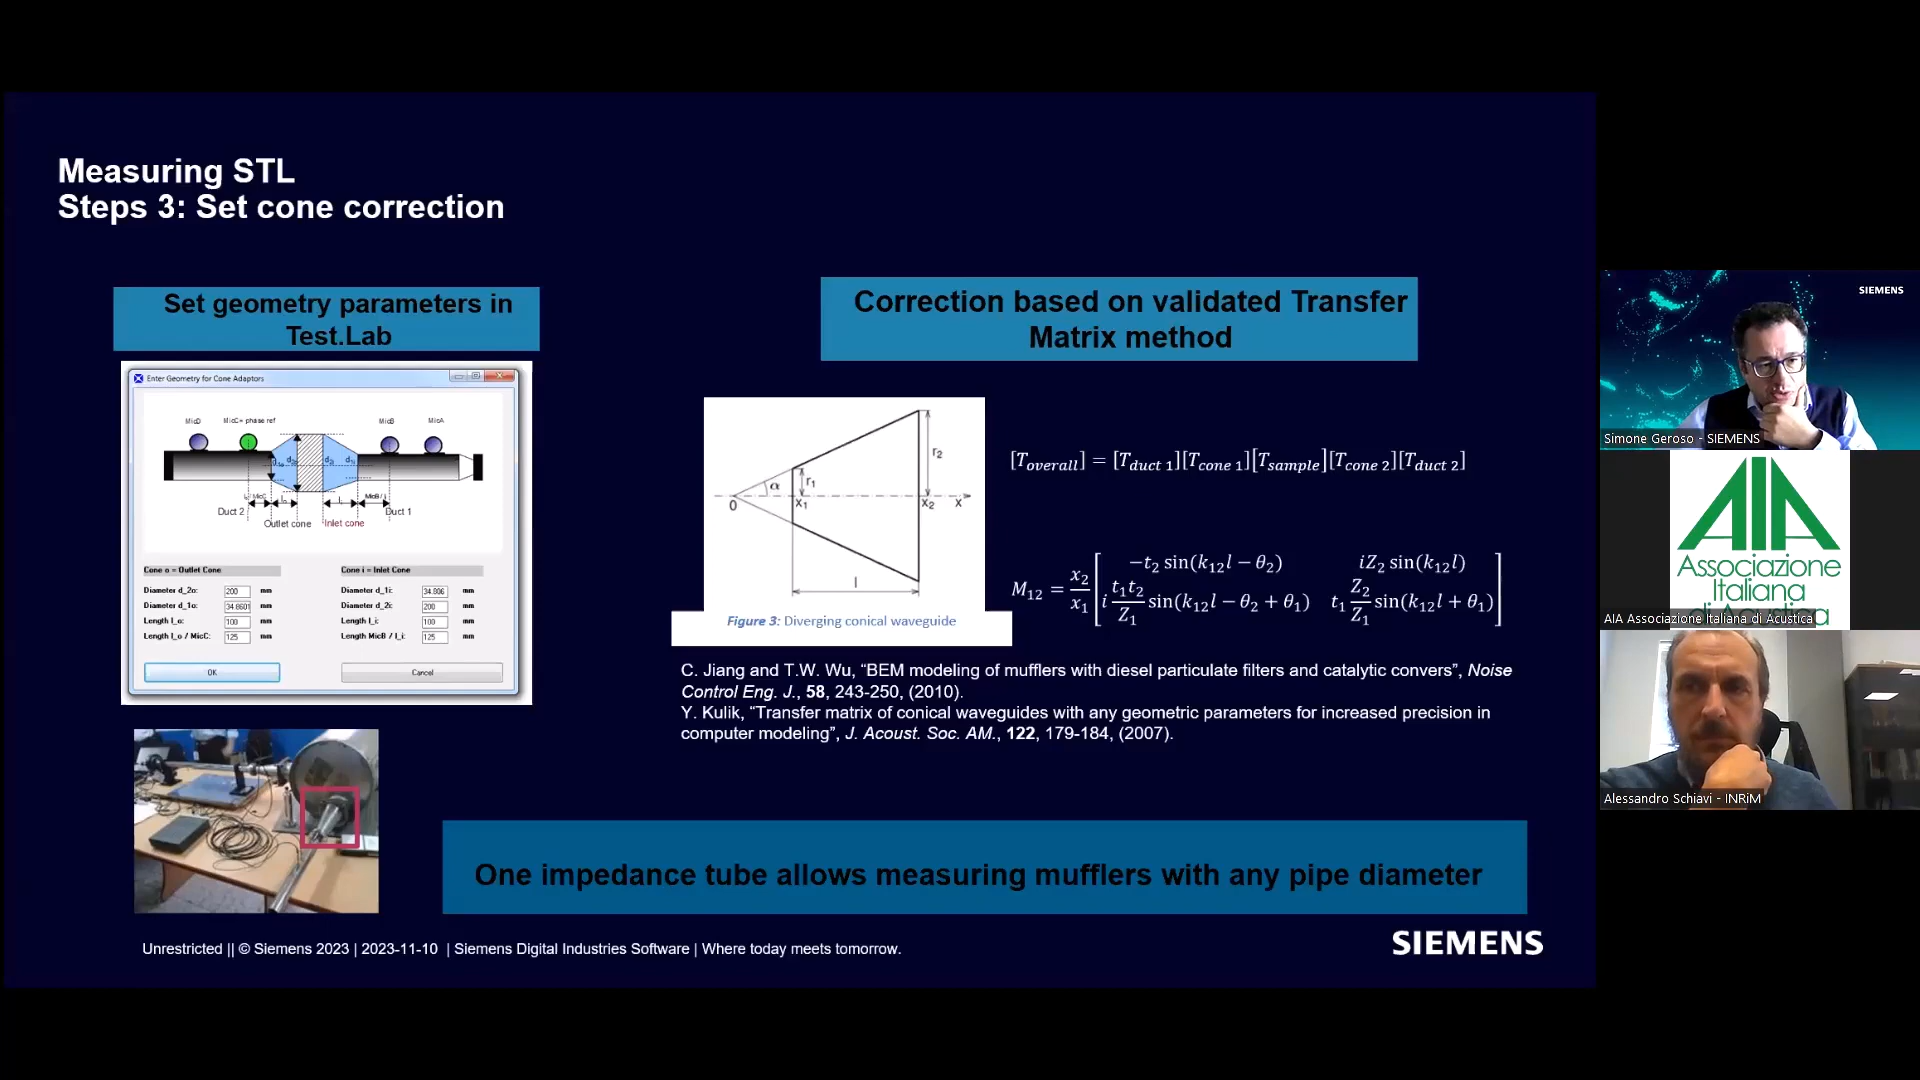 Measuring STL
Steps 3: Set cone correction
Set geometry parameters in
Test.Lab
Enter Geometry for Cone Adaptors
MicD
MicC= phase ref
MicB
MicA
Duct 2
Outlet cone
Inlet cone
MicB / l_i
Duct 1
Cone o = Outlet Cone
Diameter d_2o: 200 mm
Diameter d_1o: 34.8601 mm
Length l_o: 100 mm
Length l_o / MicC: 125 mm
Cone i = Inlet Cone
Diameter d_1i: 34.806 mm
Diameter d_2i: 200 mm
Length l_i: 100 mm
Length MicB / l_i: 125 mm
OK
Cancel
Correction based on validated Transfer
Matrix method
0
α
r₁
x₁
r₂
x₂
x
l
Figure 3: Diverging conical waveguide
[T_overall] = [T_duct 1][T_cone 1][T_sample][T_cone 2][T_duct 2]
M₁₂ = x₂/x₁ [ −t₂ sin(k₁₂l − θ₂) iZ₂ sin(k₁₂l)
i t₁t₂/Z₁ sin(k₁₂l − θ₂ + θ₁) t₁ Z₂/Z₁ sin(k₁₂l + θ₁) ]
C. Jiang and T.W. Wu, “BEM modeling of mufflers with diesel particulate filters and catalytic convers”, Noise
Control Eng. J., 58, 243-250, (2010).
Y. Kulik, “Transfer matrix of conical waveguides with any geometric parameters for increased precision in
computer modeling”, J. Acoust. Soc. AM., 122, 179-184, (2007).
One impedance tube allows measuring mufflers with any pipe diameter
Unrestricted || © Siemens 2023 | 2023-11-10 | Siemens Digital Industries Software | Where today meets tomorrow.
SIEMENS
SIEMENS
Simone Geroso - SIEMENS
AIA
Associazione
Italiana
di Acustica
AIA Associazione Italiana di Acustica
Alessandro Schiavi - INRiM